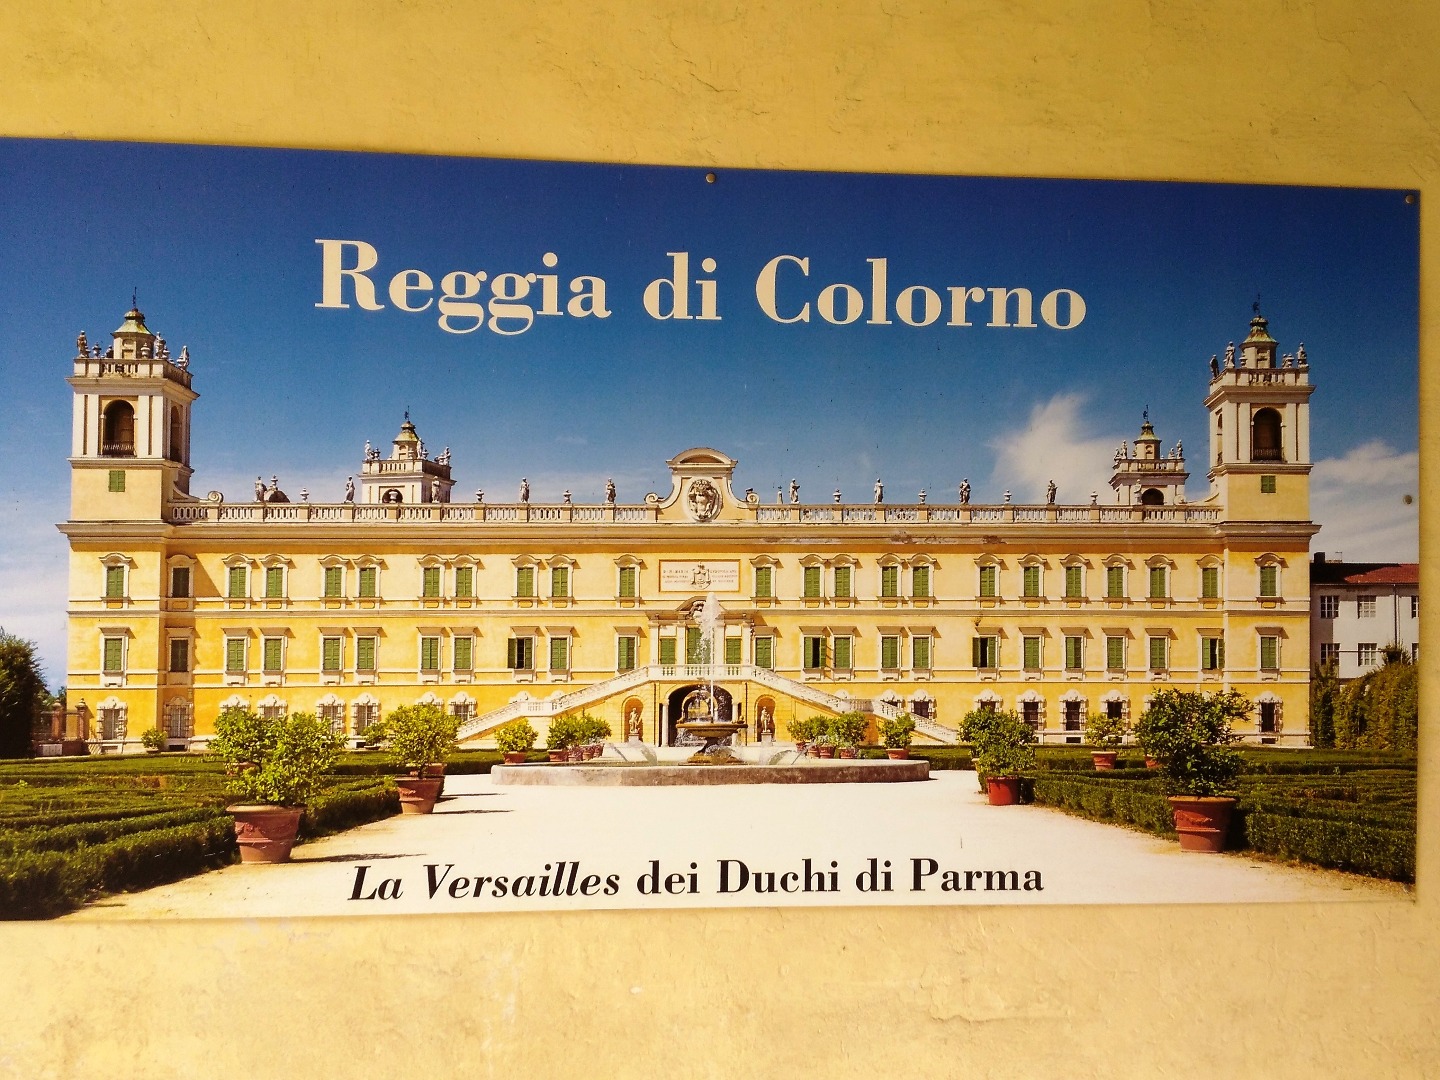 Reggia di Colorno
La Versailles dei Duchi di Parma